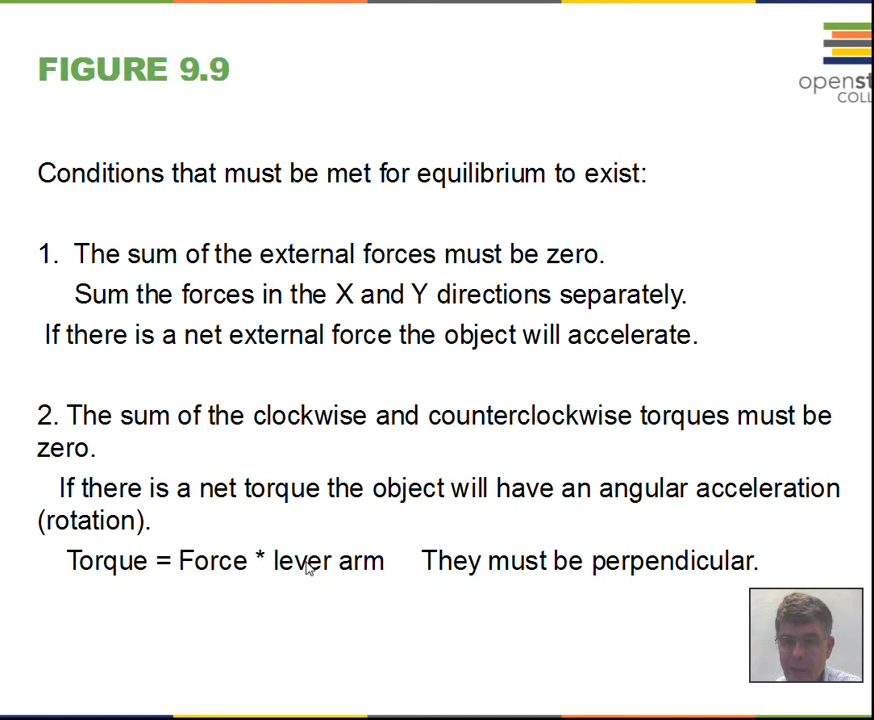 FIGURE 9.9
openst
COLL
Conditions that must be met for equilibrium to exist:
1. The sum of the external forces must be zero.
Sum the forces in the X and Y directions separately.
If there is a net external force the object will accelerate.
2. The sum of the clockwise and counterclockwise torques must be
zero.
If there is a net torque the object will have an angular acceleration
(rotation).
Torque = Force * lever arm They must be perpendicular.